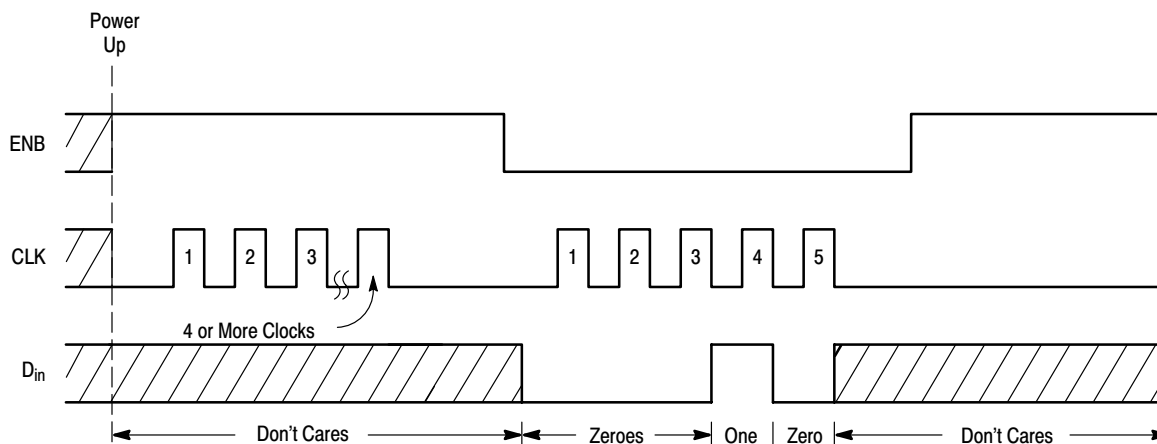 Power
Up
ENB
CLK
1 2 3
1 2 3 4 5
4 or More Clocks
Din
Don't Cares Zeroes One Zero Don't Cares